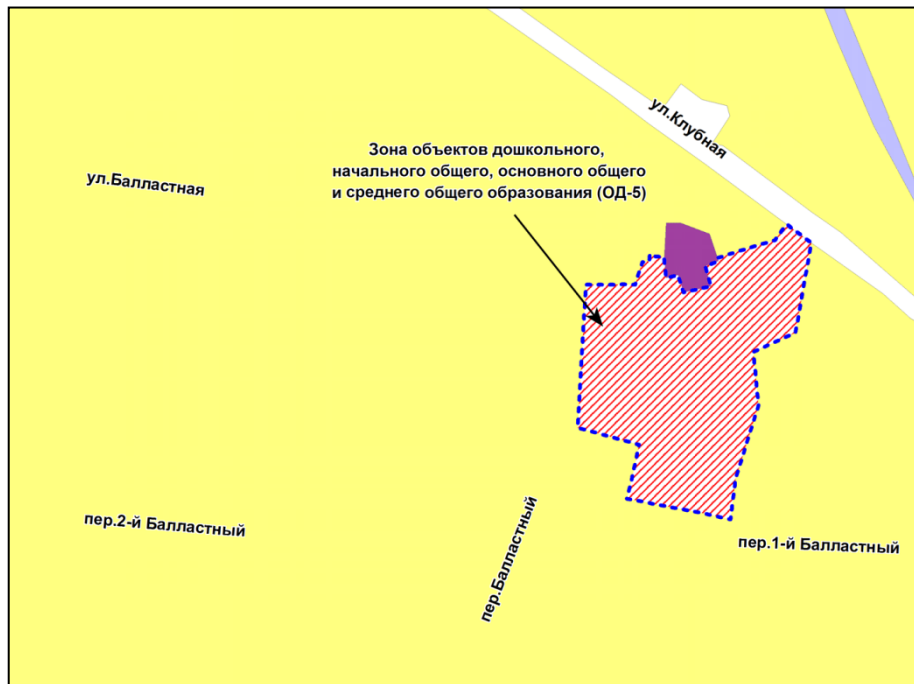 ул.Клубная
Зона объектов дошкольного,
начального общего, основного общего
и среднего общего образования (ОД-5)
ул.Балластная
пер.2-й Балластный
пер.Балластный
пер.1-й Балластный